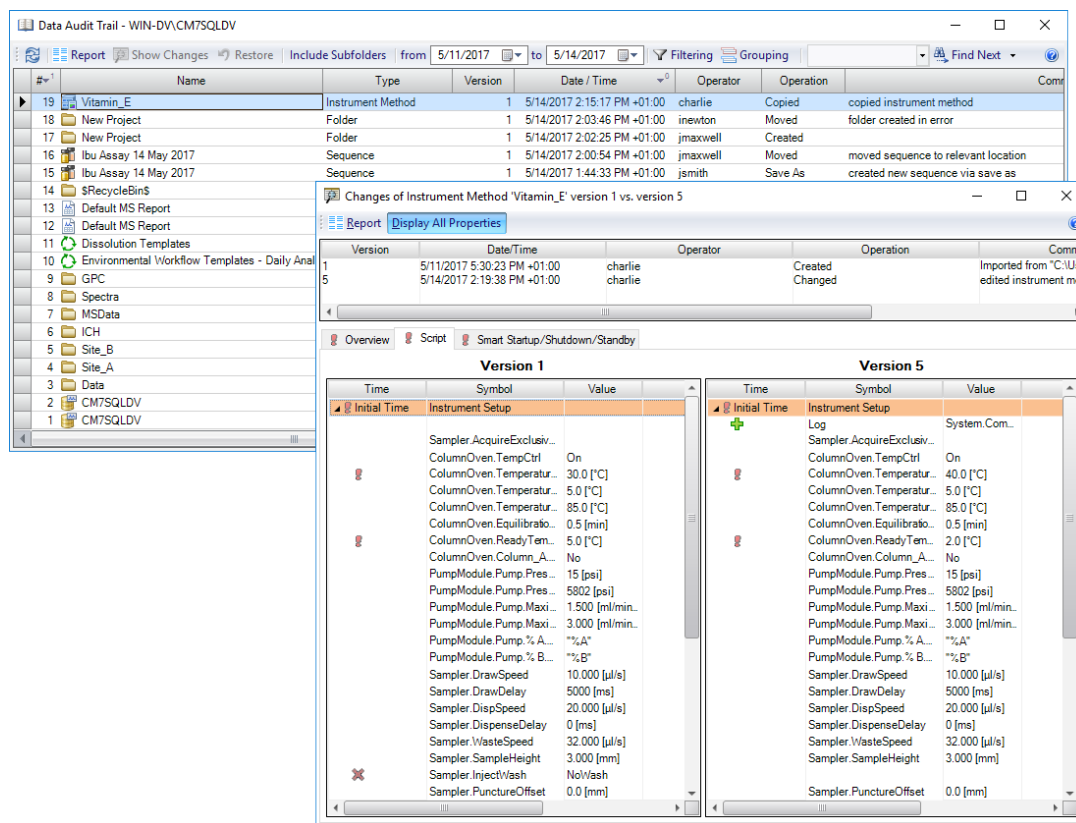 Data Audit Trail - WIN-DV\CM7SQLDV
Report Show Changes Restore Include Subfolders from 5/11/2017 to 5/14/2017 Filtering Grouping Find Next
# 1 Name Type Version Date / Time 0 Operator Operation Comm
19 Vitamin_E Instrument Method 1 5/14/2017 2:15:17 PM +01:00 charlie Copied copied instrument method
18 New Project Folder 1 5/14/2017 2:03:46 PM +01:00 inewton Moved folder created in error
17 New Project Folder 1 5/14/2017 2:02:25 PM +01:00 jmaxwell Created
16 Ibu Assay 14 May 2017 Sequence 1 5/14/2017 2:00:54 PM +01:00 jmaxwell Moved moved sequence to relevant location
15 Ibu Assay 14 May 2017 Sequence 1 5/14/2017 1:44:33 PM +01:00 jsmith Save As created new sequence via save as
14 $RecycleBin$
13 Default MS Report
12 Default MS Report
11 Dissolution Templates
10 Environmental Workflow Templates - Daily Anal
9 GPC
8 Spectra
7 MSData
6 ICH
5 Site_B
4 Site_A
3 Data
2 CM7SQLDV
1 CM7SQLDV
Changes of Instrument Method 'Vitamin_E' version 1 vs. version 5
Report Display All Properties
Version Date/Time Operator Operation Comm
1 5/11/2017 5:30:23 PM +01:00 charlie Created Imported from "C:\U
5 5/14/2017 2:19:38 PM +01:00 charlie Changed edited instrument m
Overview Script Smart Startup/Shutdown/Standby
Version 1 Version 5
Time Symbol Value Time Symbol Value
Initial Time Instrument Setup Initial Time Instrument Setup
Log System.Com...
Sampler.AcquireExclusiv... Sampler.AcquireExclusiv...
ColumnOven.TempCtrl On ColumnOven.TempCtrl On
ColumnOven.Temperatur... 30.0 [°C] ColumnOven.Temperatur... 40.0 [°C]
ColumnOven.Temperatur... 5.0 [°C] ColumnOven.Temperatur... 5.0 [°C]
ColumnOven.Temperatur... 85.0 [°C] ColumnOven.Temperatur... 85.0 [°C]
ColumnOven.Equilibratio... 0.5 [min] ColumnOven.Equilibratio... 0.5 [min]
ColumnOven.ReadyTem... 5.0 [°C] ColumnOven.ReadyTem... 2.0 [°C]
ColumnOven.Column_A... No ColumnOven.Column_A... No
PumpModule.Pump.Pres... 15 [psi] PumpModule.Pump.Pres... 15 [psi]
PumpModule.Pump.Pres... 5802 [psi] PumpModule.Pump.Pres... 5802 [psi]
PumpModule.Pump.Maxi... 1.500 [ml/min... PumpModule.Pump.Maxi... 1.500 [ml/min...
PumpModule.Pump.Maxi... 3.000 [ml/min... PumpModule.Pump.Maxi... 3.000 [ml/min...
PumpModule.Pump.% A.... "%A" PumpModule.Pump.% A.... "%A"
PumpModule.Pump.% B.... "%B" PumpModule.Pump.% B.... "%B"
Sampler.DrawSpeed 10.000 [µl/s] Sampler.DrawSpeed 10.000 [µl/s]
Sampler.DrawDelay 5000 [ms] Sampler.DrawDelay 5000 [ms]
Sampler.DispSpeed 20.000 [µl/s] Sampler.DispSpeed 20.000 [µl/s]
Sampler.DispenseDelay 0 [ms] Sampler.DispenseDelay 0 [ms]
Sampler.WasteSpeed 32.000 [µl/s] Sampler.WasteSpeed 32.000 [µl/s]
Sampler.SampleHeight 3.000 [mm] Sampler.SampleHeight 3.000 [mm]
Sampler.InjectWash NoWash
Sampler.PunctureOffset 0.0 [mm] Sampler.PunctureOffset 0.0 [mm]